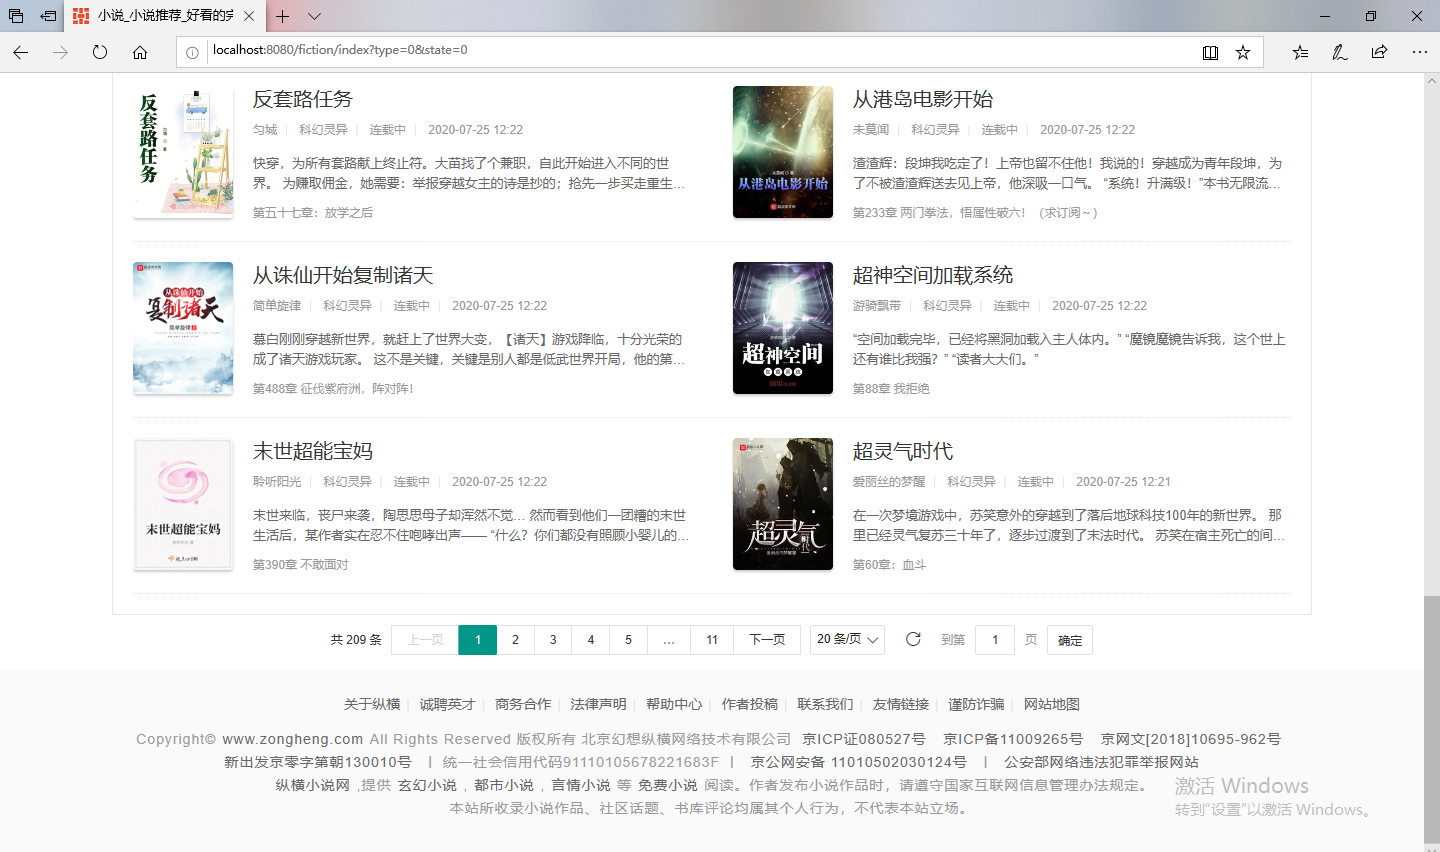 小说_小说推荐_好看的完
localhost:8080/fiction/index?type=0&state=0
反套路任务
反套路任务
匀城 | 科幻灵异 | 连载中 | 2020-07-25 12:22
快穿，为所有套路献上终止符。大苗找了个兼职，自此开始进入不同的世
界。 为赚取佣金，她需要：举报穿越女主的诗是抄的；抢先一步买走重生…
第五十七章：放学之后
从港岛电影开始
从港岛电影开始
未莫闻 | 科幻灵异 | 连载中 | 2020-07-25 12:22
渣渣辉：段坤我吃定了！上帝也留不住他！我说的！穿越成为青年段坤，为
了不被渣渣辉送去见上帝，他深吸一口气。 “系统！升满级！”本书无限流…
第233章 两门拳法，悟属性破六！（求订阅～）
从诛仙开始
复制诸天
简单旋律
从诛仙开始复制诸天
简单旋律 | 科幻灵异 | 连载中 | 2020-07-25 12:22
慕白刚刚穿越新世界，就赶上了世界大变，【诸天】游戏降临，十分光荣的
成了诸天游戏玩家。 这不是关键，关键是别人都是低武世界开局，他的第…
第488章 征伐紫府洲，阵对阵！
超神空间
加载系统
超神空间加载系统
游骑飘带 | 科幻灵异 | 连载中 | 2020-07-25 12:22
“空间加载完毕，已经将黑洞加载入主人体内。” “魔镜魔镜告诉我，这个世上
还有谁比我强？” “读者大大们。”
第88章 我拒绝
末世超能宝妈
末世超能宝妈
聆听阳光 | 科幻灵异 | 连载中 | 2020-07-25 12:22
末世来临，丧尸来袭，陶思思母子却浑然不觉… 然而看到他们一团糟的末世
生活后，某作者实在忍不住咆哮出声—— “什么？你们都没有照顾小婴儿的…
第390章 不敢面对
超灵气
时代
超灵气时代
爱丽丝的梦醒 | 科幻灵异 | 连载中 | 2020-07-25 12:21
在一次梦境游戏中，苏笑意外的穿越到了落后地球科技100年的新世界。 那
里已经灵气复苏三十年了，逐步过渡到了末法时代。 苏笑在宿主死亡的间…
第60章：血斗
共 209 条 上一页 1 2 3 4 5 … 11 下一页 20 条/页 到第 1 页 确定
关于纵横 | 诚聘英才 | 商务合作 | 法律声明 | 帮助中心 | 作者投稿 | 联系我们 | 友情链接 | 谨防诈骗 | 网站地图
Copyright© www.zongheng.com All Rights Reserved 版权所有 北京幻想纵横网络技术有限公司 京ICP证080527号 京ICP备11009265号 京网文[2018]10695-962号
新出发京零字第朝130010号 | 统一社会信用代码91110105678221683F | 京公网安备 11010502030124号 | 公安部网络违法犯罪举报网站
纵横小说网 ,提供 玄幻小说 , 都市小说 , 言情小说 等 免费小说 阅读。作者发布小说作品时，请遵守国家互联网信息管理办法规定。
本站所收录小说作品、社区话题、书库评论均属其个人行为，不代表本站立场。
激活 Windows
转到“设置”以激活 Windows。